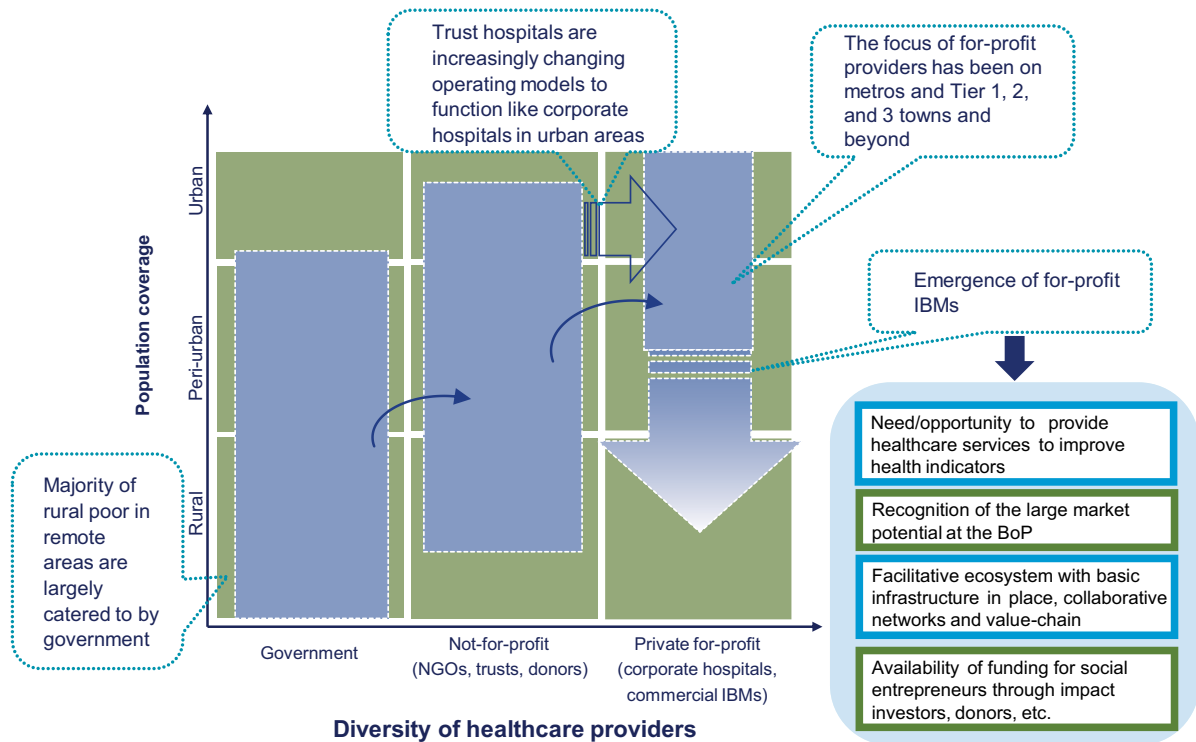 Trust hospitals are
increasingly changing
operating models to
function like corporate
hospitals in urban areas
The focus of for-profit
providers has been on
metros and Tier 1, 2,
and 3 towns and
beyond
Emergence of for-profit
IBMs
Population coverage
Urban
Peri-urban
Rural
Majority of
rural poor in
remote
areas are
largely
catered to by
government
Need/opportunity to provide
healthcare services to improve
health indicators
Recognition of the large market
potential at the BoP
Facilitative ecosystem with basic
infrastructure in place, collaborative
networks and value-chain
Availability of funding for social
entrepreneurs through impact
investors, donors, etc.
Government
Not-for-profit
(NGOs, trusts, donors)
Private for-profit
(corporate hospitals,
commercial IBMs)
Diversity of healthcare providers